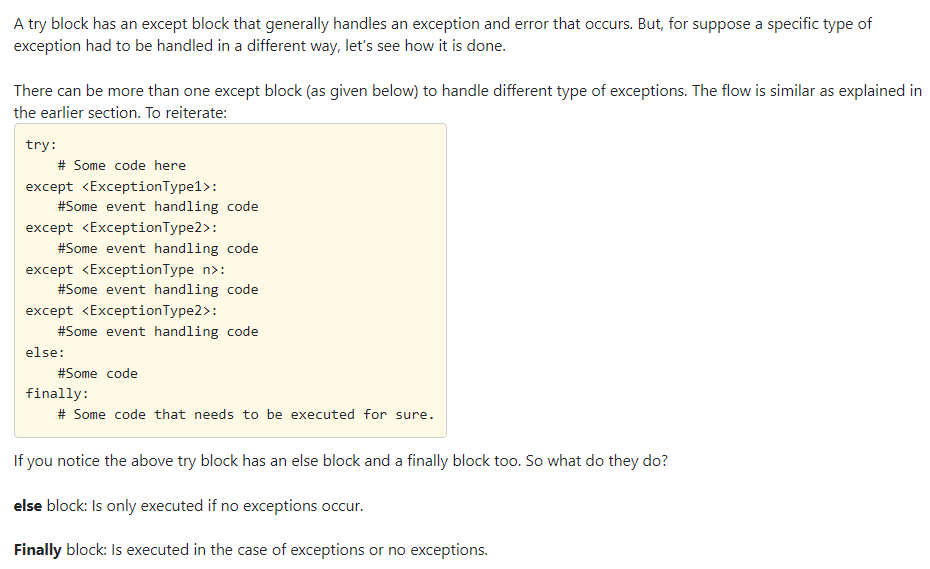 A try block has an except block that generally handles an exception and error that occurs. But, for suppose a specific type of
exception had to be handled in a different way, let's see how it is done.
There can be more than one except block (as given below) to handle different type of exceptions. The flow is similar as explained in
the earlier section. To reiterate:
try:
    # Some code here
except <ExceptionType1>:
    #Some event handling code
except <ExceptionType2>:
    #Some event handling code
except <ExceptionType n>:
    #Some event handling code
except <ExceptionType2>:
    #Some event handling code
else:
    #Some code
finally:
    # Some code that needs to be executed for sure.
If you notice the above try block has an else block and a finally block too. So what do they do?
else block: Is only executed if no exceptions occur.
Finally block: Is executed in the case of exceptions or no exceptions.